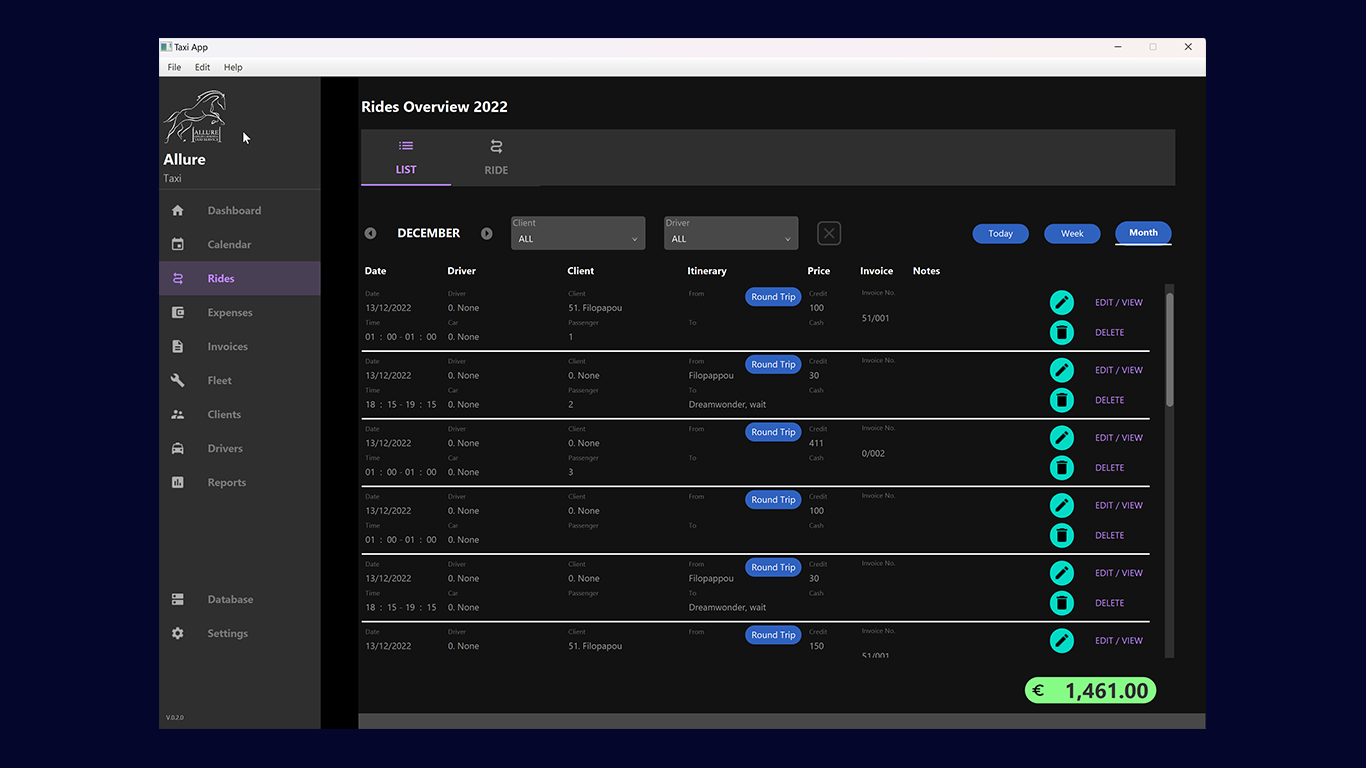 Taxi App
File Edit Help
ALLURE
Allure
Taxi
Dashboard
Calendar
Rides
Expenses
Invoices
Fleet
Clients
Drivers
Reports
Database
Settings
V.0.2.0
Rides Overview 2022
LIST RIDE
DECEMBER
Client
ALL
Driver
ALL
Today Week Month
Date Driver Client Itinerary Price Invoice Notes
Date Driver Client From Round Trip Credit Invoice No.
13/12/2022 0. None 51. Filopapou 100 EDIT / VIEW
Time Car Passenger To Cash 51/001
01 : 00 - 01 : 00 0. None 1 DELETE
Date Driver Client From Round Trip Credit Invoice No.
13/12/2022 0. None 0. None Filopappou 30 EDIT / VIEW
Time Car Passenger To Cash
18 : 15 - 19 : 15 0. None 2 Dreamwonder, wait DELETE
Date Driver Client From Round Trip Credit Invoice No.
13/12/2022 0. None 0. None 411 EDIT / VIEW
Time Car Passenger To Cash 0/002
01 : 00 - 01 : 00 0. None 3 DELETE
Date Driver Client From Round Trip Credit Invoice No.
13/12/2022 0. None 0. None 100 EDIT / VIEW
Time Car Passenger To Cash
01 : 00 - 01 : 00 0. None DELETE
Date Driver Client From Round Trip Credit Invoice No.
13/12/2022 0. None 0. None Filopappou 30 EDIT / VIEW
Time Car Passenger To Cash
18 : 15 - 19 : 15 0. None Dreamwonder, wait DELETE
Date Driver Client From Round Trip Credit Invoice No.
13/12/2022 0. None 51. Filopapou 150 EDIT / VIEW
51/001
€ 1,461.00